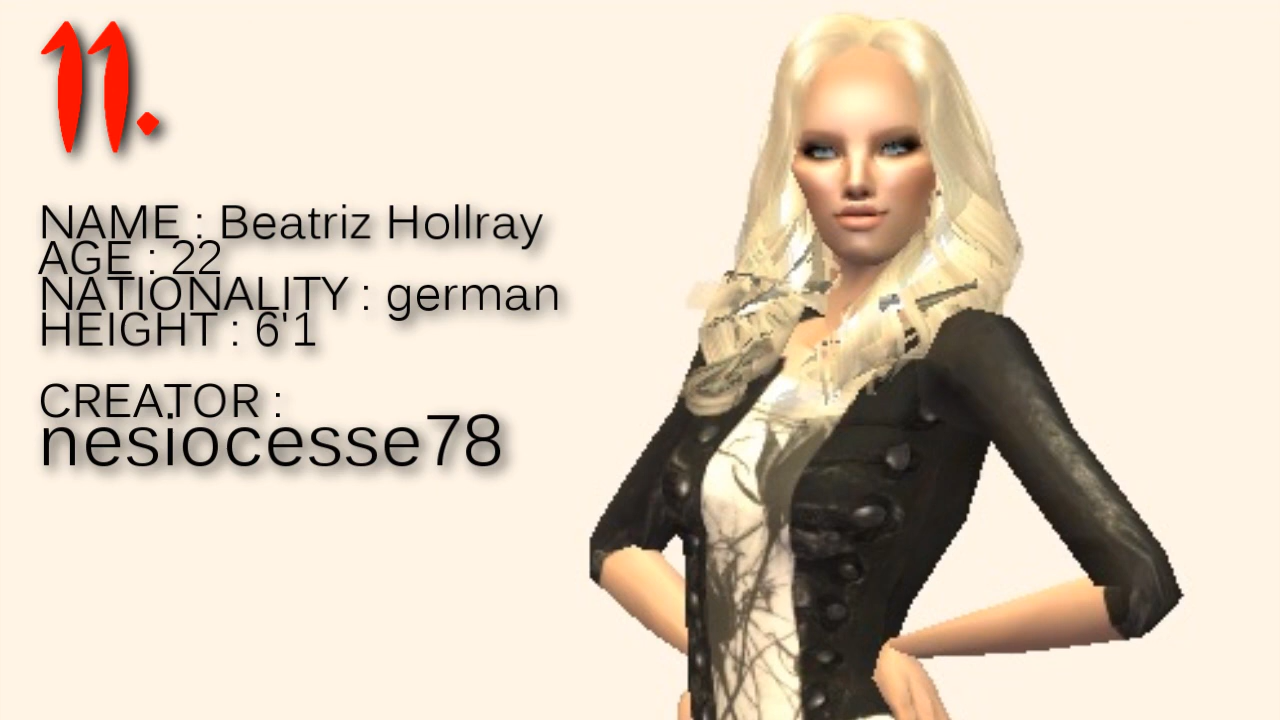 11.
NAME : Beatriz Hollray
AGE : 22
NATIONALITY : german
HEIGHT : 6'1
CREATOR :
nesiocesse78